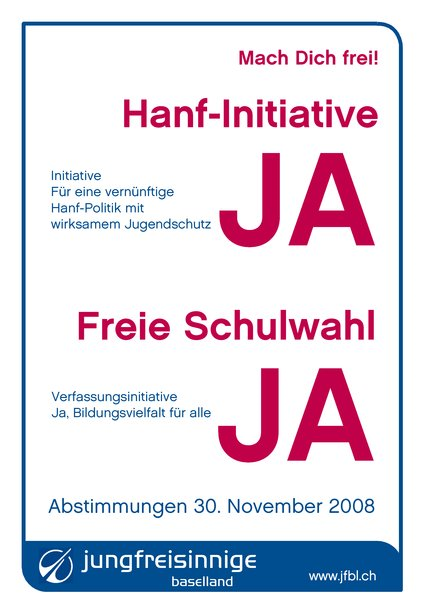 Mach Dich frei!
Hanf-Initiative
Initiative
Für eine vernünftige
Hanf-Politik mit
wirksamem Jugendschutz
JA
Freie Schulwahl
Verfassungsinitiative
Ja, Bildungsvielfalt für alle
JA
Abstimmungen 30. November 2008
jungfreisinnige
baselland
www.jfbl.ch